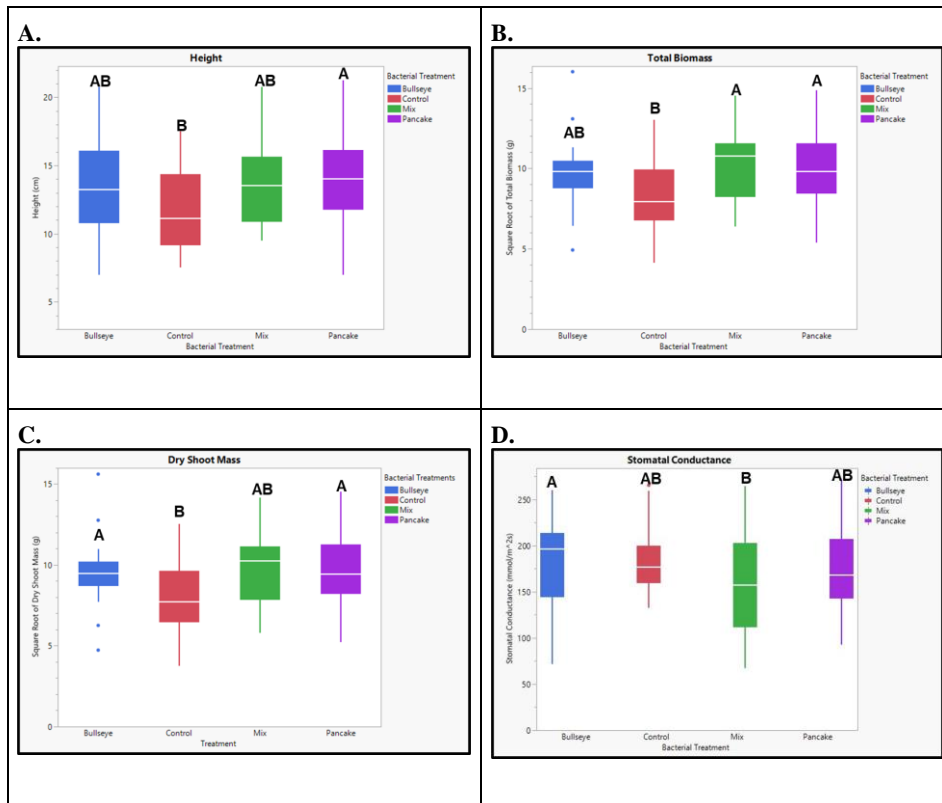 A.
Height
AB
B
AB
A
Bacterial Treatment
Bullseye
Control
Mix
Pancake
20
15
10
5
Height (cm)
Bullseye Control Mix Pancake
Bacterial Treatment
B.
Total Biomass
AB
B
A
A
Bacterial Treatment
Bullseye
Control
Mix
Pancake
15
10
5
0
Square Root of Total Biomass (g)
Bullseye Control Mix Pancake
Bacterial Treatment
C.
Dry Shoot Mass
A
B
AB
A
Bacterial Treatments
Bullseye
Control
Mix
Pancake
15
10
5
0
Square Root of Dry Shoot Mass (g)
Bullseye Control Mix Pancake
Treatment
D.
Stomatal Conductance
A
AB
B
AB
Bacterial Treatment
Bullseye
Control
Mix
Pancake
250
200
150
100
50
0
Stomatal Conductance (mmol/m^2s)
Bullseye Control Mix Pancake
Bacterial Treatment